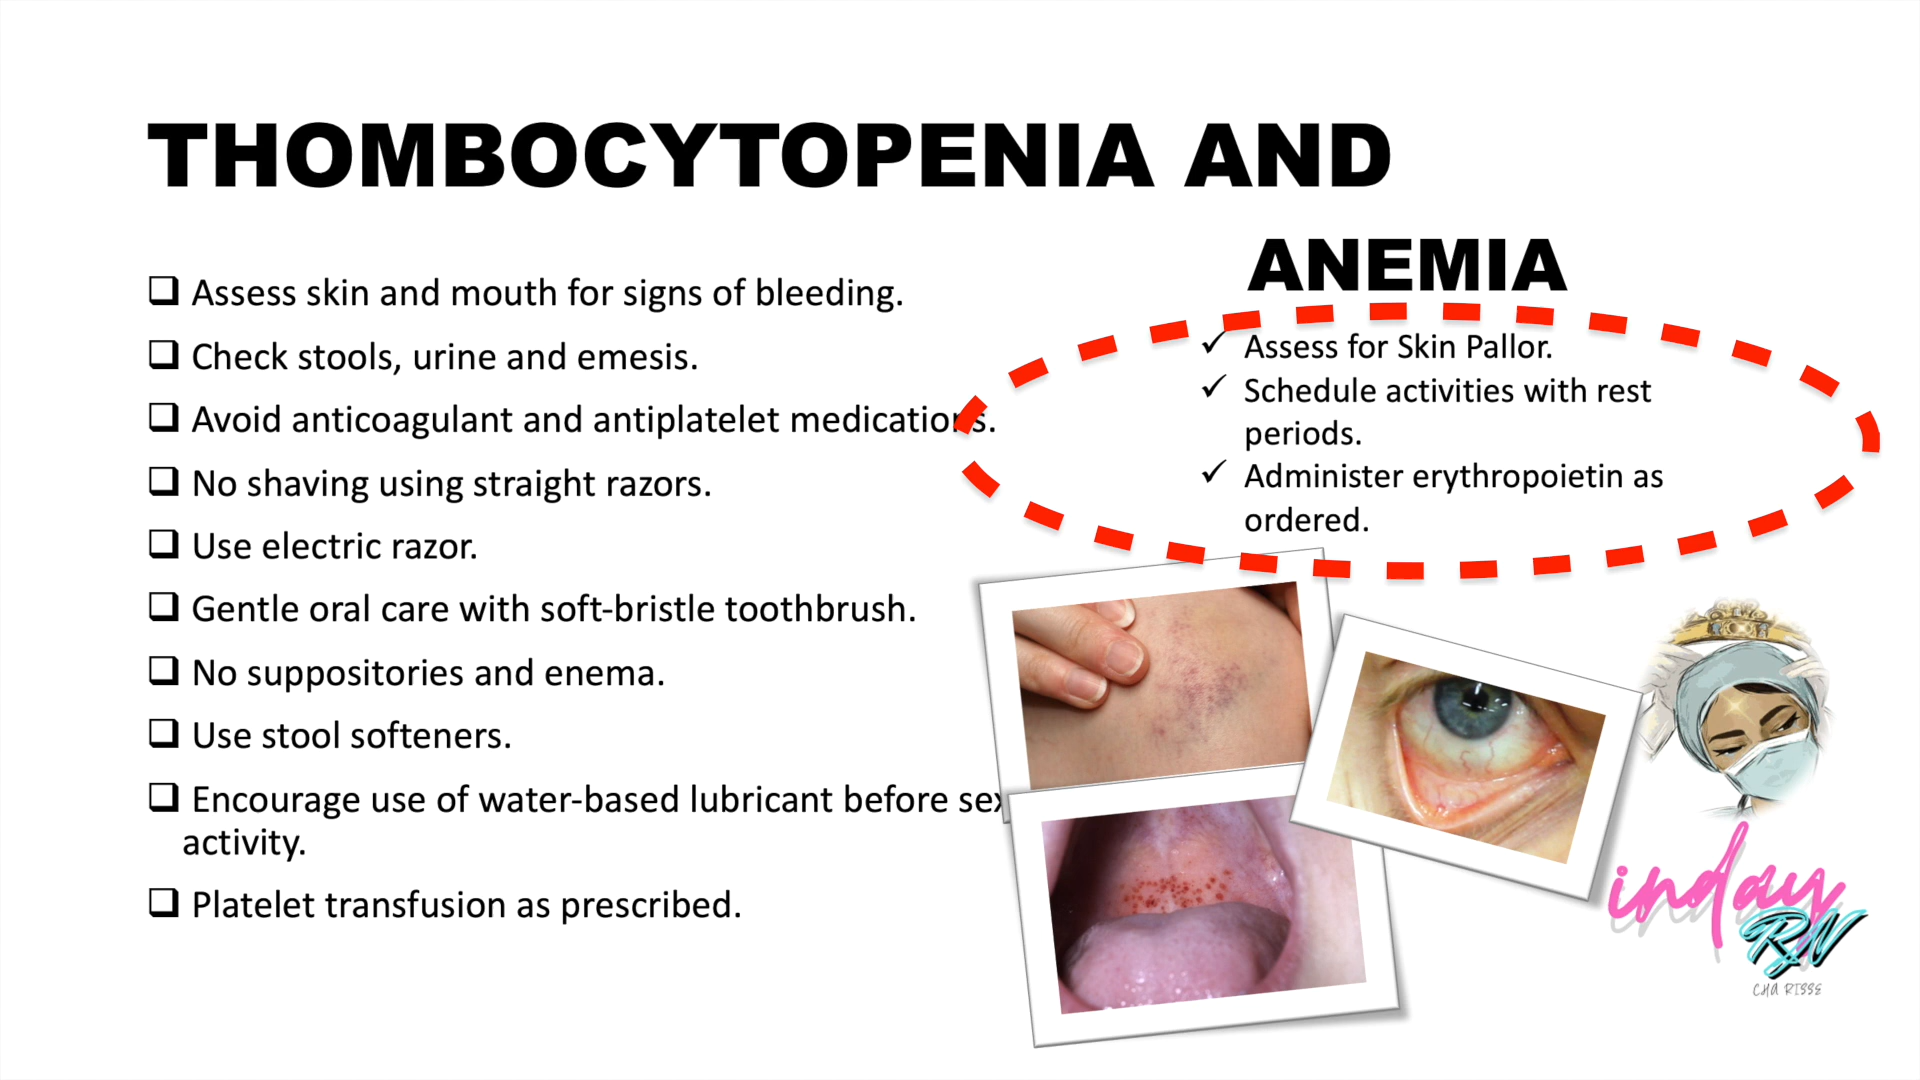 THOMBOCYTOPENIA AND
ANEMIA
❑ Assess skin and mouth for signs of bleeding.
❑ Check stools, urine and emesis.
❑ Avoid anticoagulant and antiplatelet medications.
❑ No shaving using straight razors.
❑ Use electric razor.
❑ Gentle oral care with soft-bristle toothbrush.
❑ No suppositories and enema.
❑ Use stool softeners.
❑ Encourage use of water-based lubricant before sex
activity.
❑ Platelet transfusion as prescribed.
✓ Assess for Skin Pallor.
✓ Schedule activities with rest
periods.
✓ Administer erythropoietin as
ordered.
inday
RN
CHA RISSE